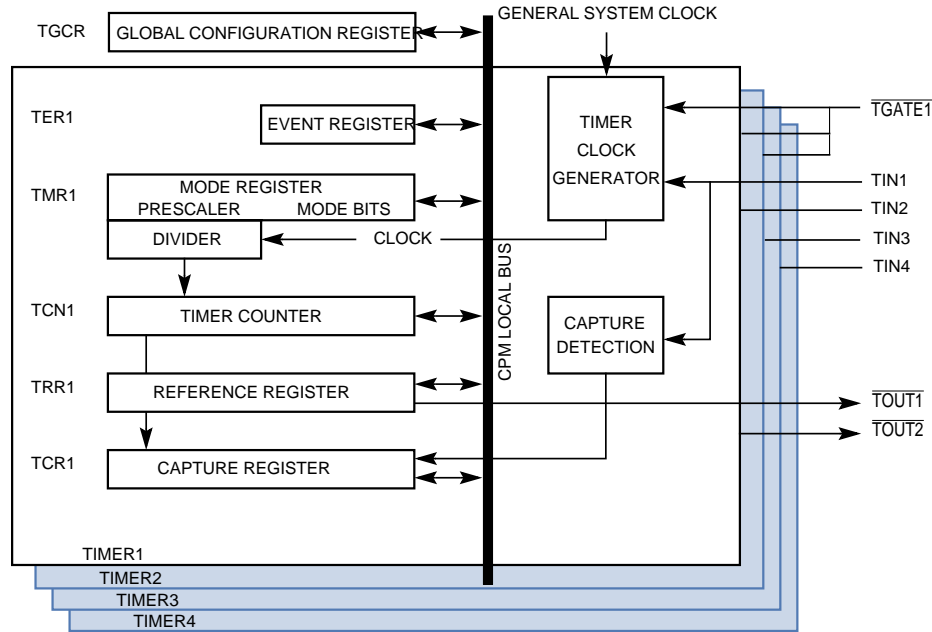 GENERAL SYSTEM CLOCK
TGCR
GLOBAL CONFIGURATION REGISTER
TER1
EVENT REGISTER
TIMER
CLOCK
GENERATOR
TGATE1
TMR1
MODE REGISTER
PRESCALER MODE BITS
DIVIDER
CLOCK
TIN1
TIN2
TIN3
TIN4
CPM LOCAL BUS
TCN1
TIMER COUNTER
CAPTURE
DETECTION
TRR1
REFERENCE REGISTER
TOUT1
TOUT2
TCR1
CAPTURE REGISTER
TIMER1
TIMER2
TIMER3
TIMER4